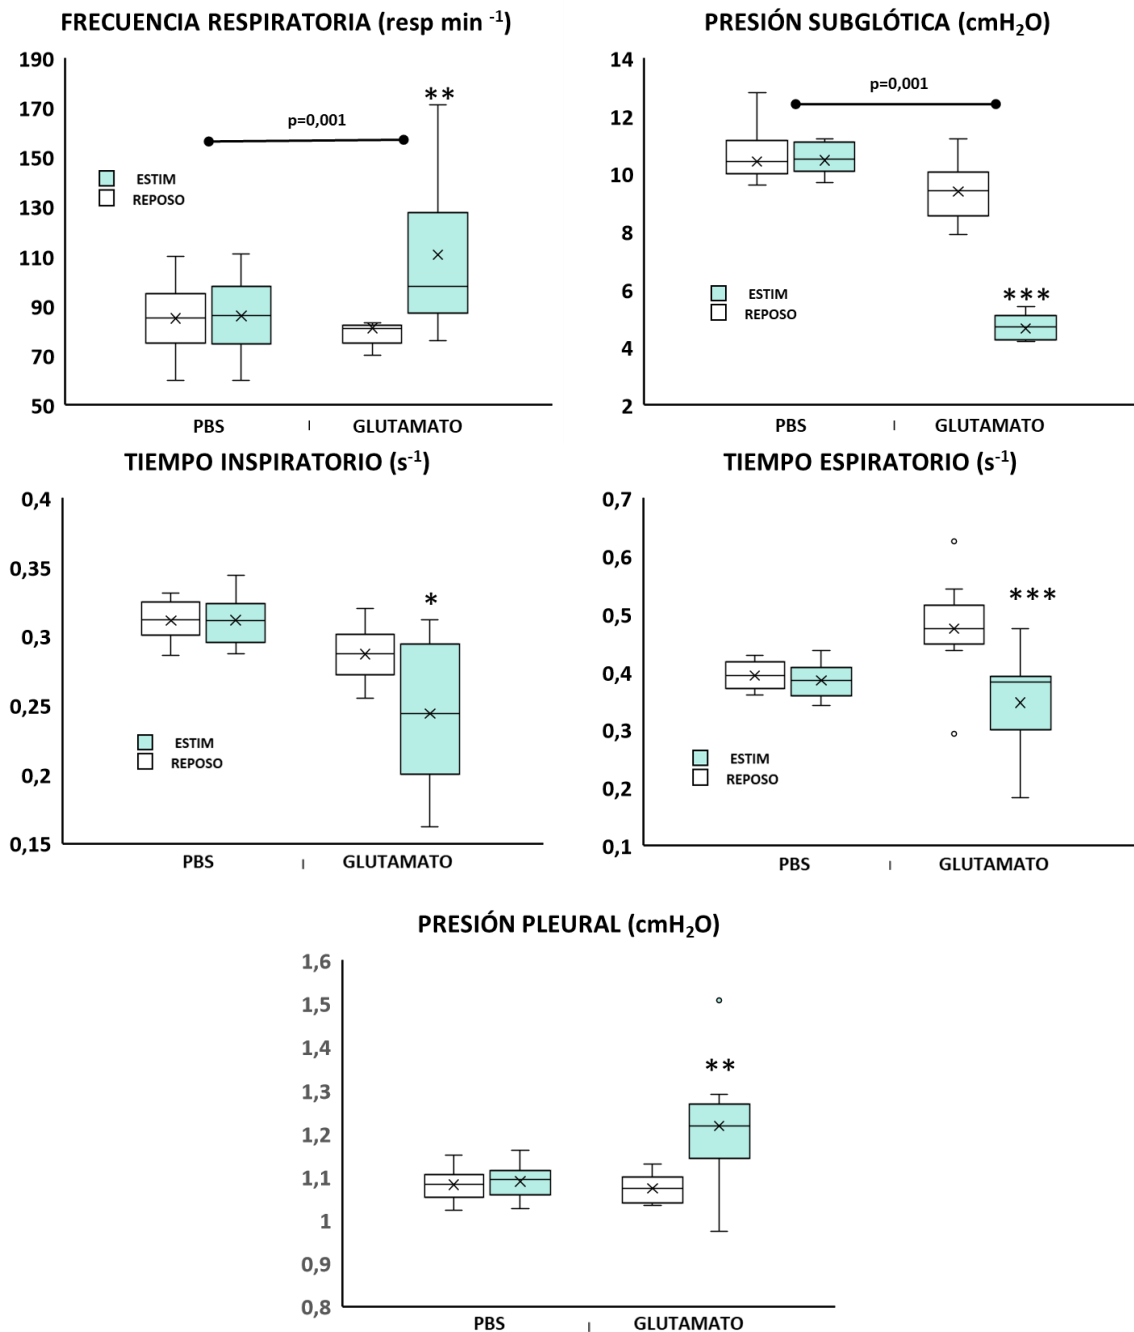 FRECUENCIA RESPIRATORIA (resp min -1)
190
170
150
130
110
90
70
50
**
p=0,001
ESTIM
REPOSO
PBS
GLUTAMATO
PRESIÓN SUBGLÓTICA (cmH2O)
14
12
10
8
6
4
2
p=0,001
***
ESTIM
REPOSO
PBS
GLUTAMATO
TIEMPO INSPIRATORIO (s-1)
0,4
0,35
0,3
0,25
0,2
0,15
*
ESTIM
REPOSO
PBS
GLUTAMATO
TIEMPO ESPIRATORIO (s-1)
0,7
0,6
0,5
0,4
0,3
0,2
0,1
***
ESTIM
REPOSO
PBS
GLUTAMATO
PRESIÓN PLEURAL (cmH2O)
1,6
1,5
1,4
1,3
1,2
1,1
1
0,9
0,8
**
PBS
GLUTAMATO